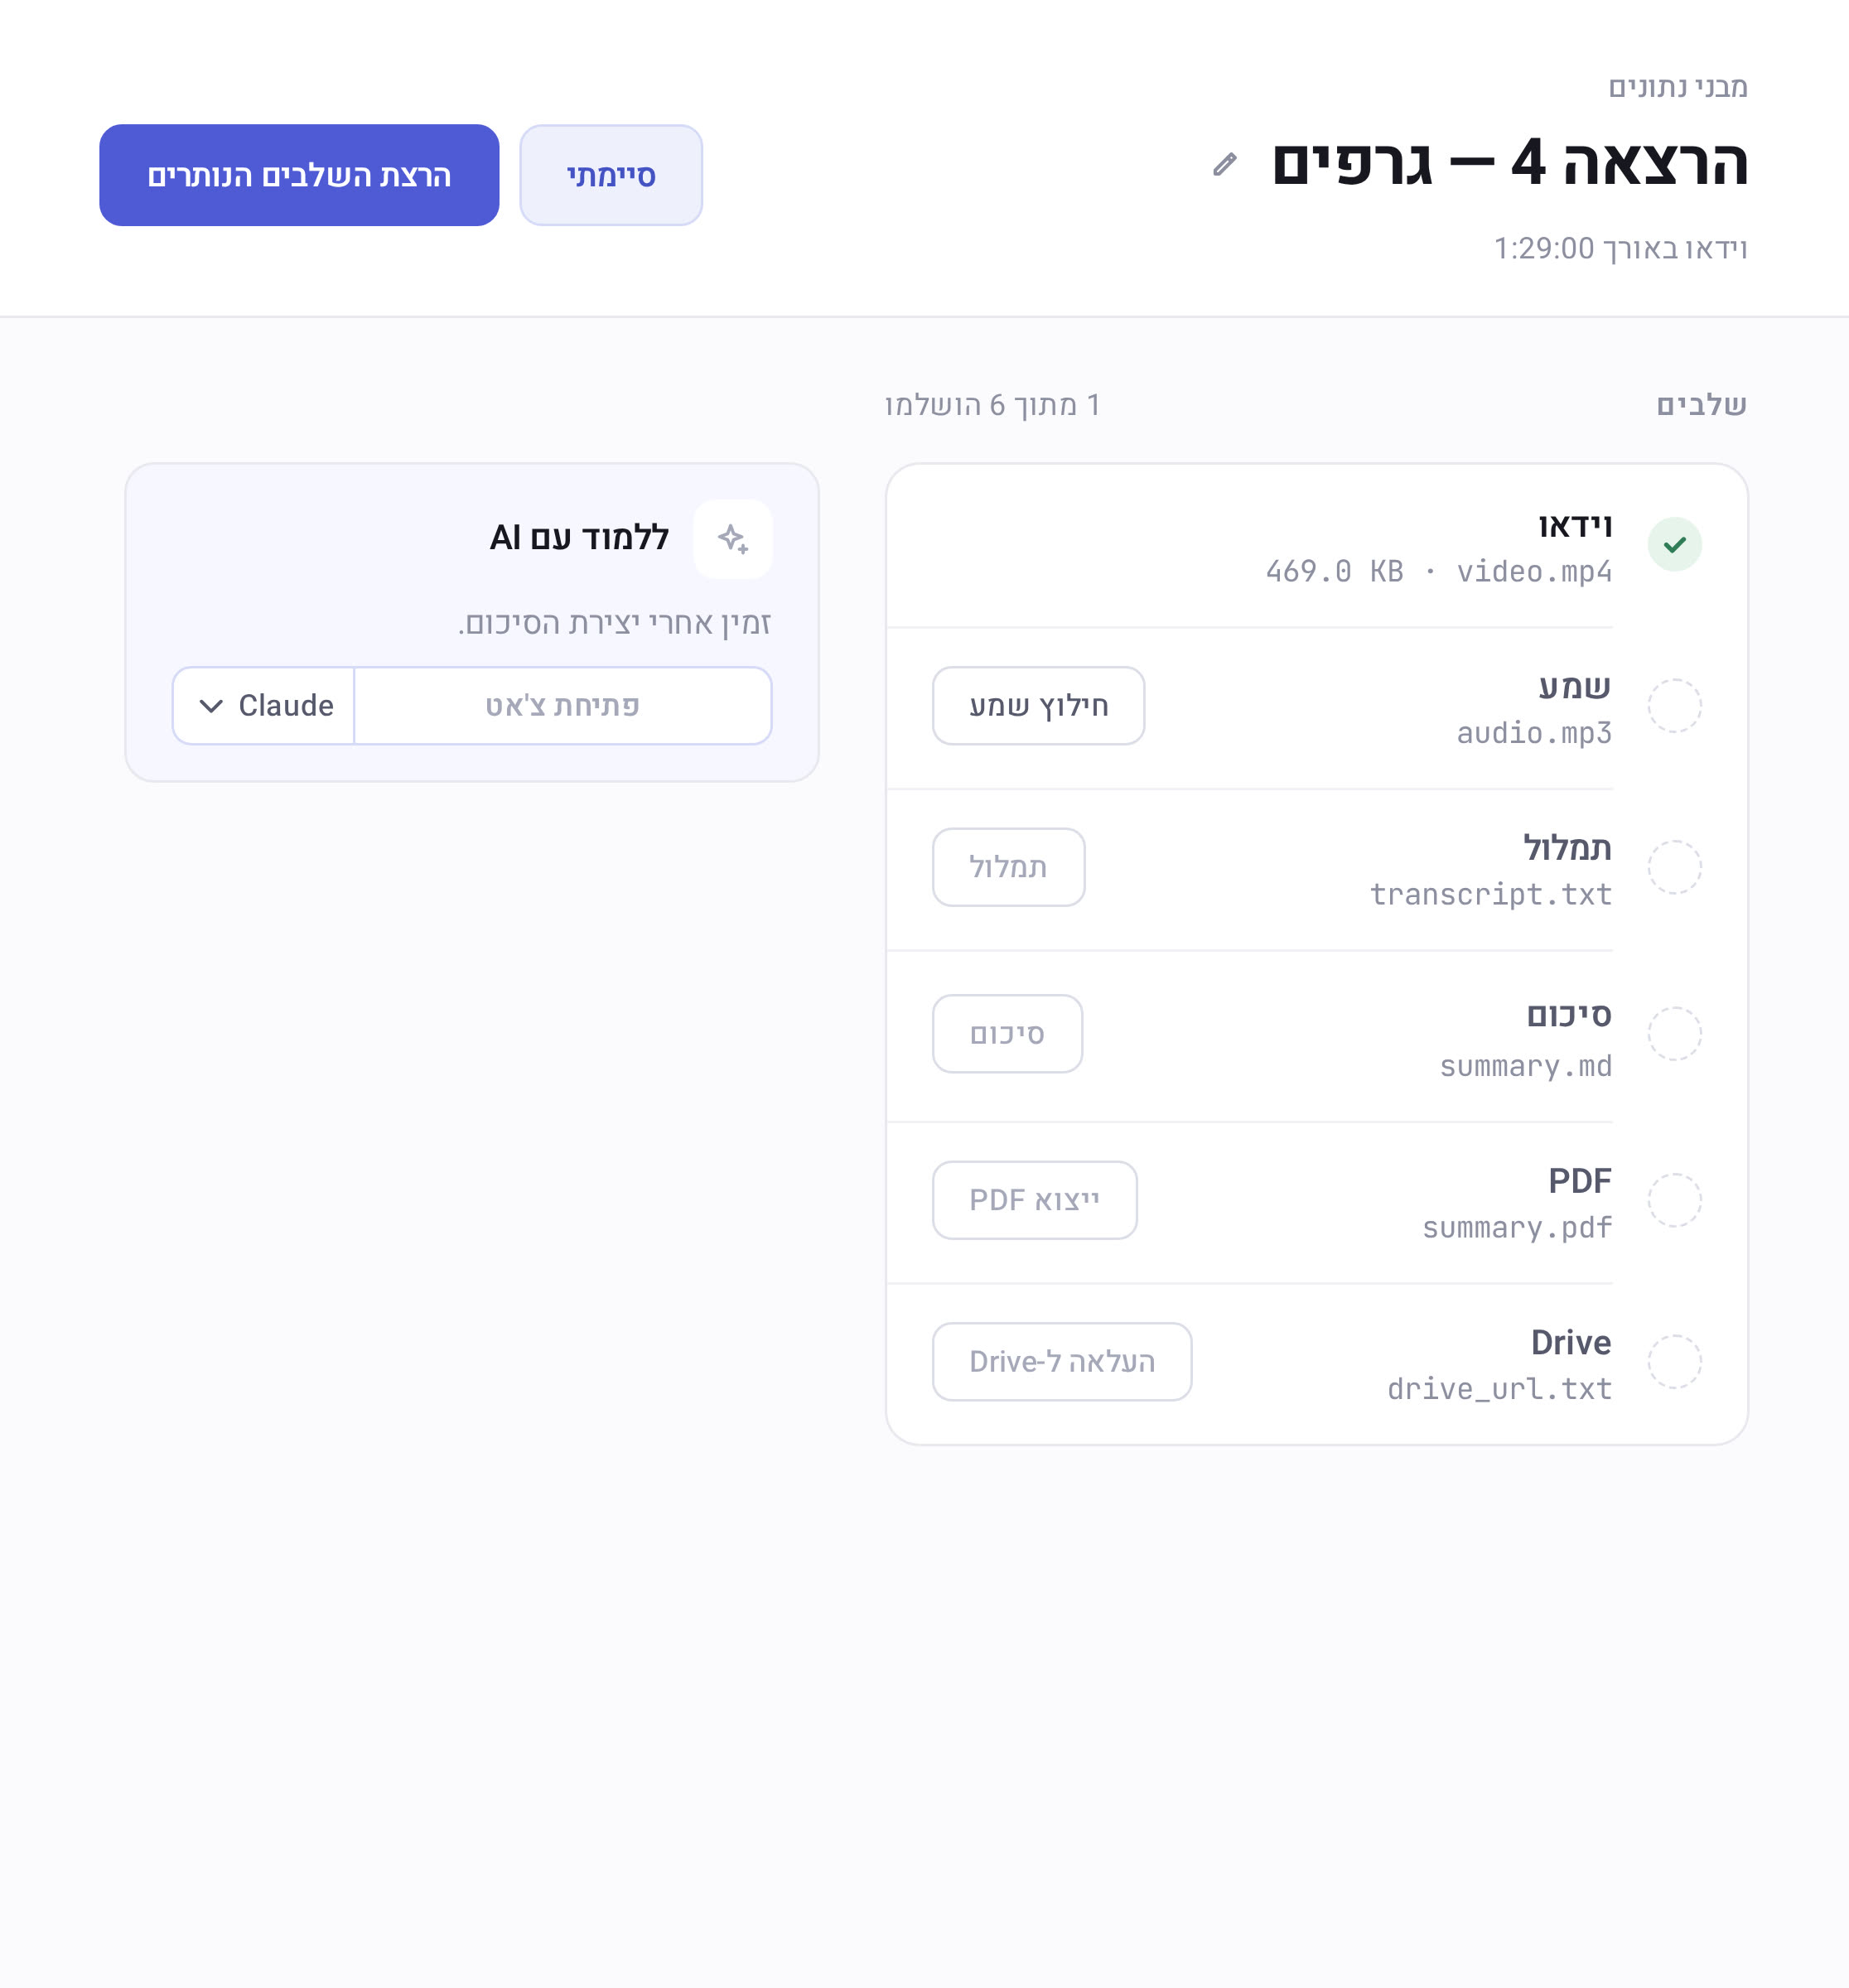 מבני נתונים
הרצאה 4 – גרפים
וידאו באורך 1:29:00
סיימתי
הרצת השלבים הנותרים
שלבים
1 מתוך 6 הושלמו
וידאו
469.0 KB · video.mp4
שמע
audio.mp3
חילוץ שמע
תמלול
transcript.txt
תמלול
סיכום
summary.md
סיכום
PDF
summary.pdf
ייצוא PDF
Drive
drive_url.txt
העלאה ל-Drive
ללמוד עם AI
זמין אחרי יצירת הסיכום.
פתיחת צ'אט
Claude